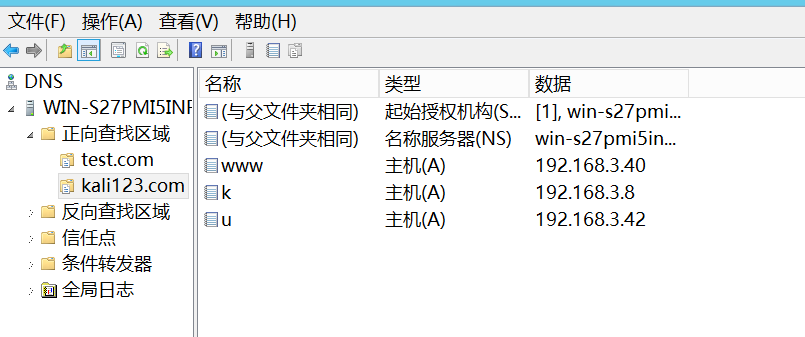 文件(F) 操作(A) 查看(V) 帮助(H)
DNS
WIN-S27PMI5INF
正向查找区域
test.com
kali123.com
反向查找区域
信任点
条件转发器
全局日志
名称 类型 数据
(与父文件夹相同) 起始授权机构(S... [1], win-s27pmi...
(与父文件夹相同) 名称服务器(NS) win-s27pmi5in...
www 主机(A) 192.168.3.40
k 主机(A) 192.168.3.8
u 主机(A) 192.168.3.42